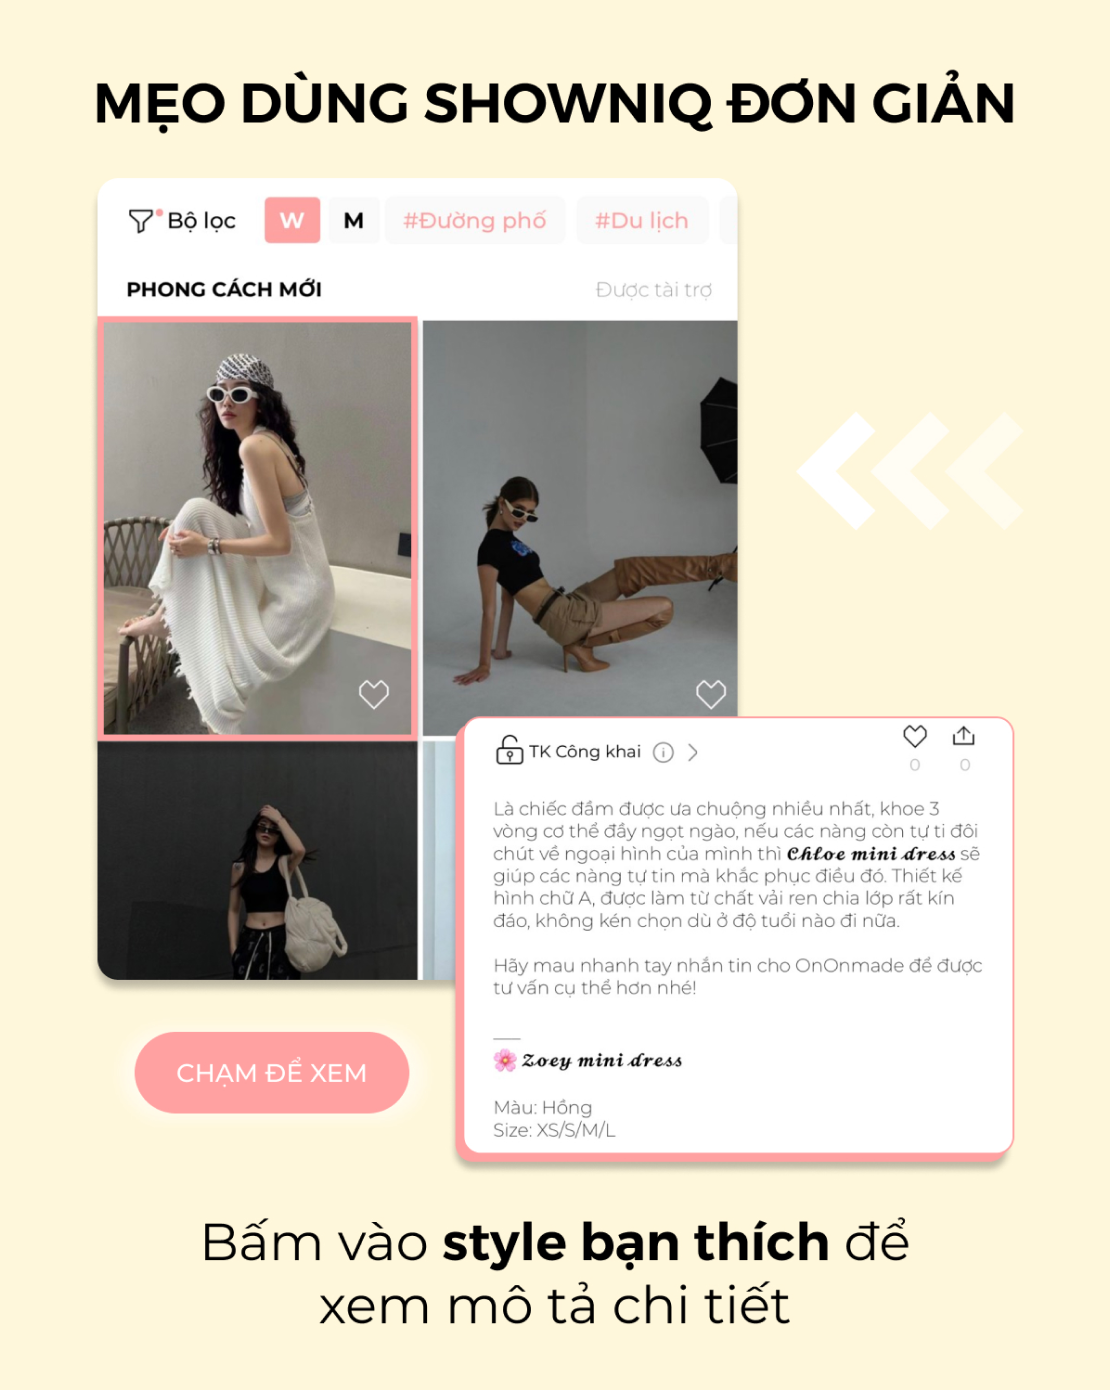 MẸO DÙNG SHOWNIQ ĐƠN GIẢN
Bộ lọc W M #Đường phố #Du lịch
PHONG CÁCH MỚI Được tài trợ
TK Công khai
0 0
Là chiếc đầm được ưa chuộng nhiều nhất, khoe 3
vòng cơ thể đầy ngọt ngào, nếu các nàng còn tự ti đôi
chút về ngoại hình của mình thì Chloe mini dress sẽ
giúp các nàng tự tin mà khắc phục điều đó. Thiết kế
hình chữ A, được làm từ chất vải ren chia lớp rất kín
đáo, không kén chọn dù ở độ tuổi nào đi nữa.
Hãy mau nhanh tay nhắn tin cho OnOnmade để được
tư vấn cụ thể hơn nhé!
🌸 Zoey mini dress
Màu: Hồng
Size: XS/S/M/L
CHẠM ĐỂ XEM
Bấm vào style bạn thích để
xem mô tả chi tiết